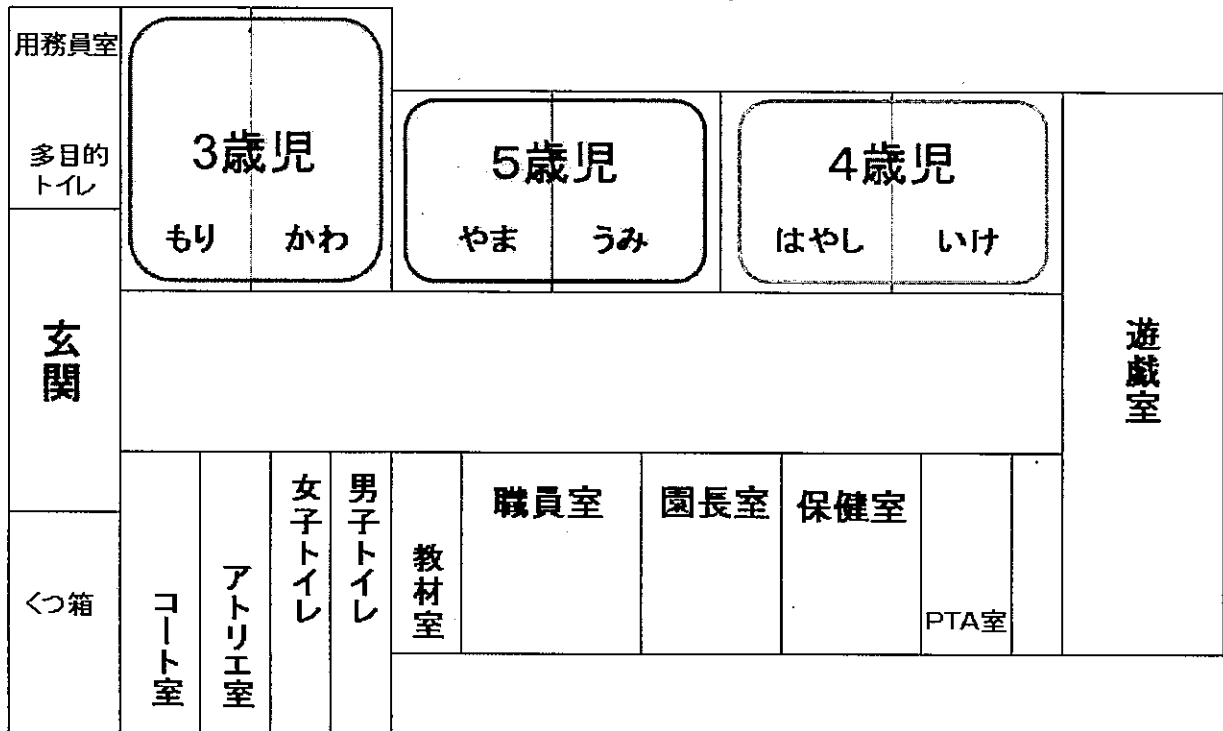 用務員室
多目的
トイレ
3歳児
もり
かわ
5歳児
やま
うみ
4歳児
はやし
いけ
玄関
遊戯室
くつ箱
コート室
アトリエ室
女子トイレ
男子トイレ
教材室
職員室
園長室
保健室
PTA室